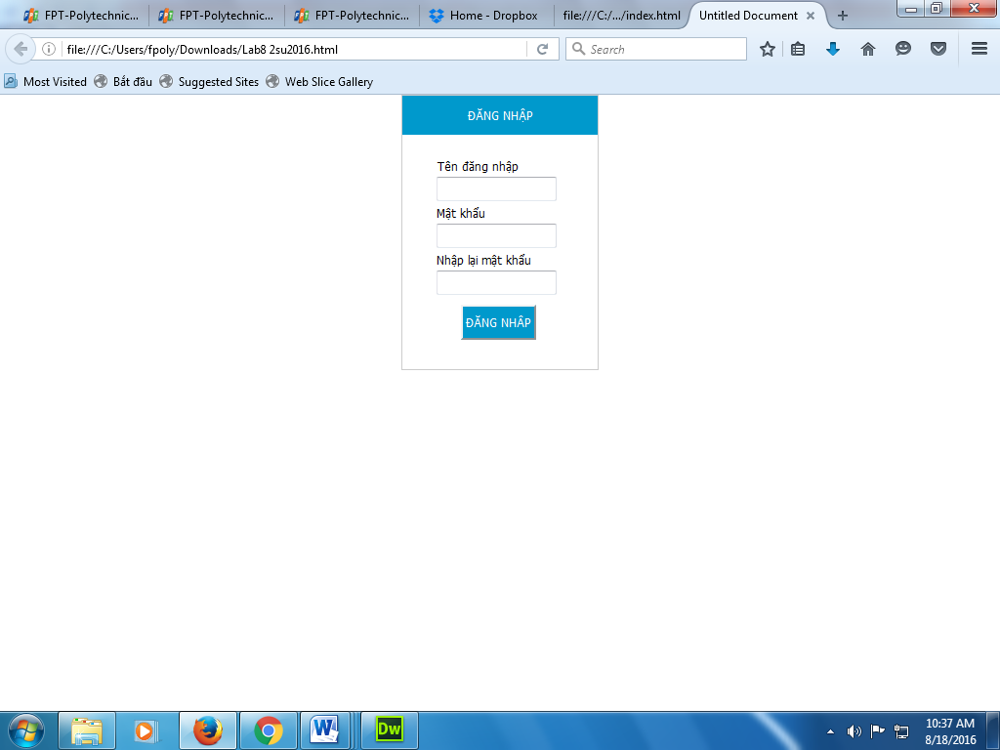 FPT-Polytechnic... FPT-Polytechnic... FPT-Polytechnic... Home - Dropbox file:///C:/.../index.html Untitled Document
file:///C:/Users/fpoly/Downloads/Lab8 2su2016.html Search
Most Visited Bắt đầu Suggested Sites Web Slice Gallery
ĐĂNG NHẬP
Tên đăng nhập
Mật khẩu
Nhập lại mật khẩu
ĐĂNG NHÂP
W Dw 10:37 AM
8/18/2016